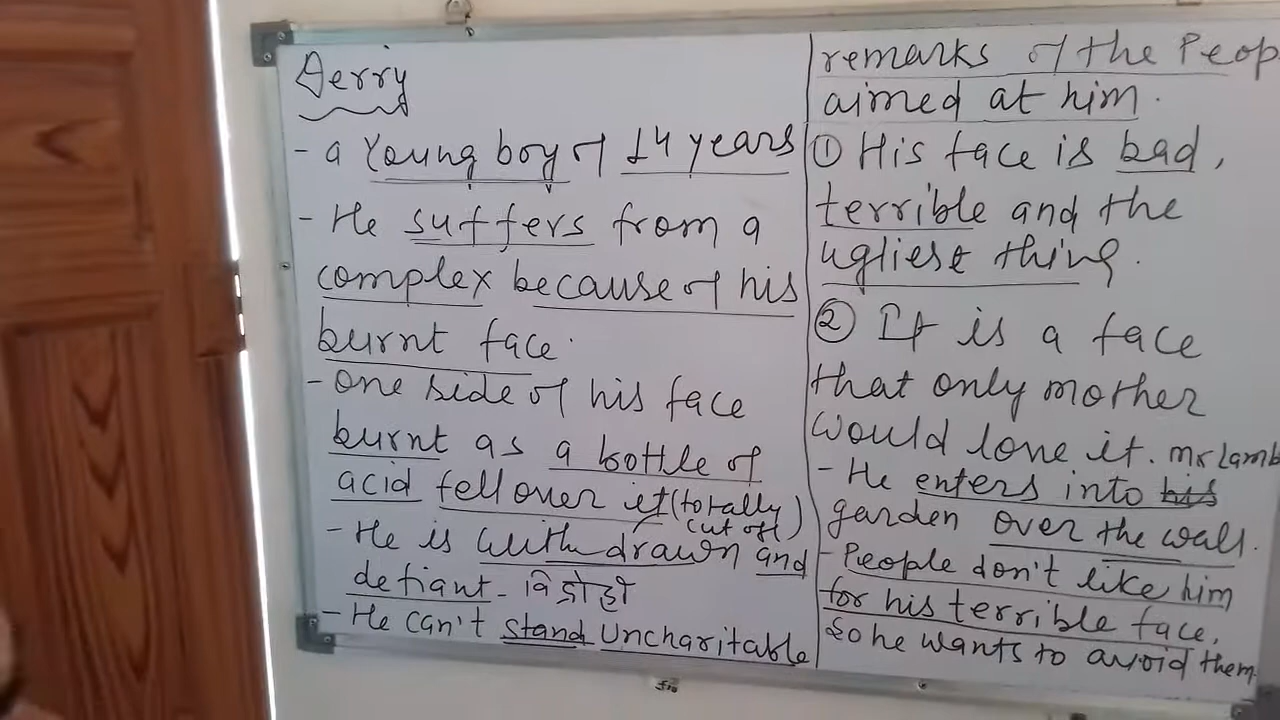 Derry
- a Young boy of 14 years
- He suffers from a
complex because of his
burnt face.
- One side of his face
burnt as a bottle of
acid fell over it (totally
cut off)
- He is withdrawn and
defiant - विद्रोही
- He can't stand uncharitable
remarks of the Peop
aimed at him.
① His face is bad,
terrible and the
ugliest thing.
② It is a face
that only mother
would love it. Mr Lamb
- He enters into his
garden over the wall.
- People don't like him
for his terrible face,
so he wants to avoid them.